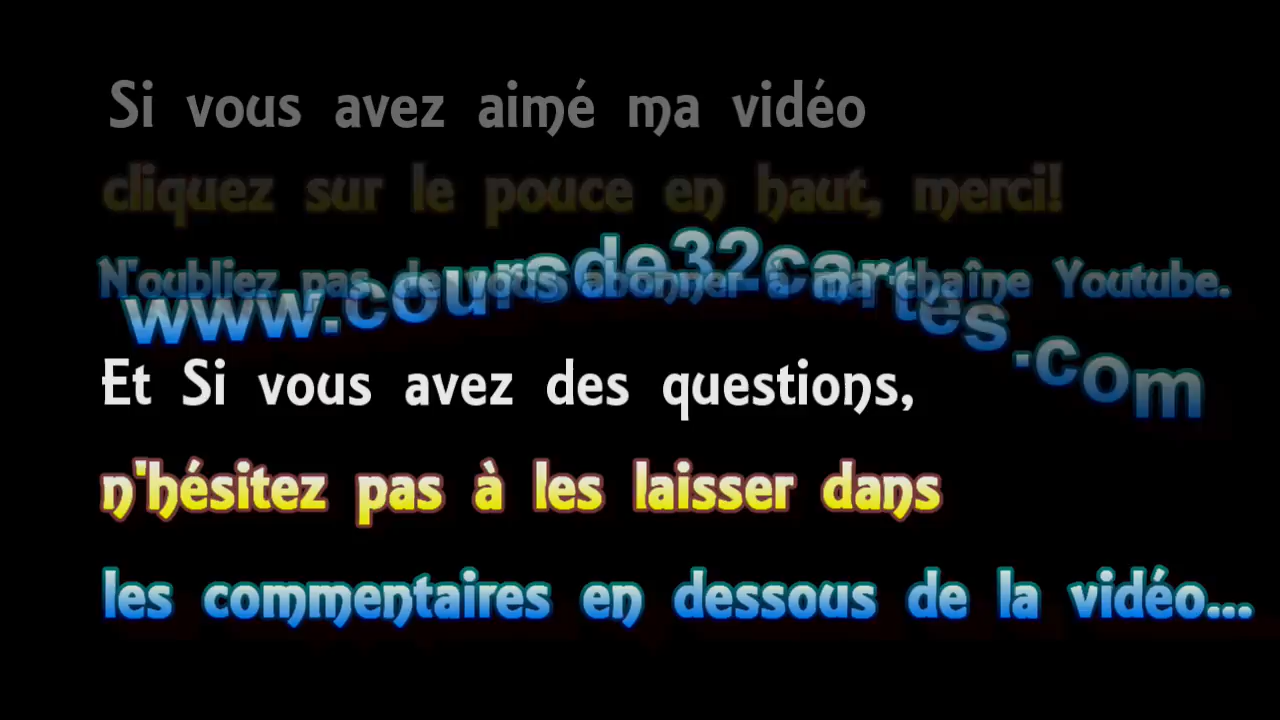 Si vous avez aimé ma vidéo
cliquez sur le pouce en haut, merci!
N'oubliez pas de vous abonner à ma chaîne Youtube.
www.coursde32cartes.com
Et Si vous avez des questions,
n'hésitez pas à les laisser dans
les commentaires en dessous de la vidéo...